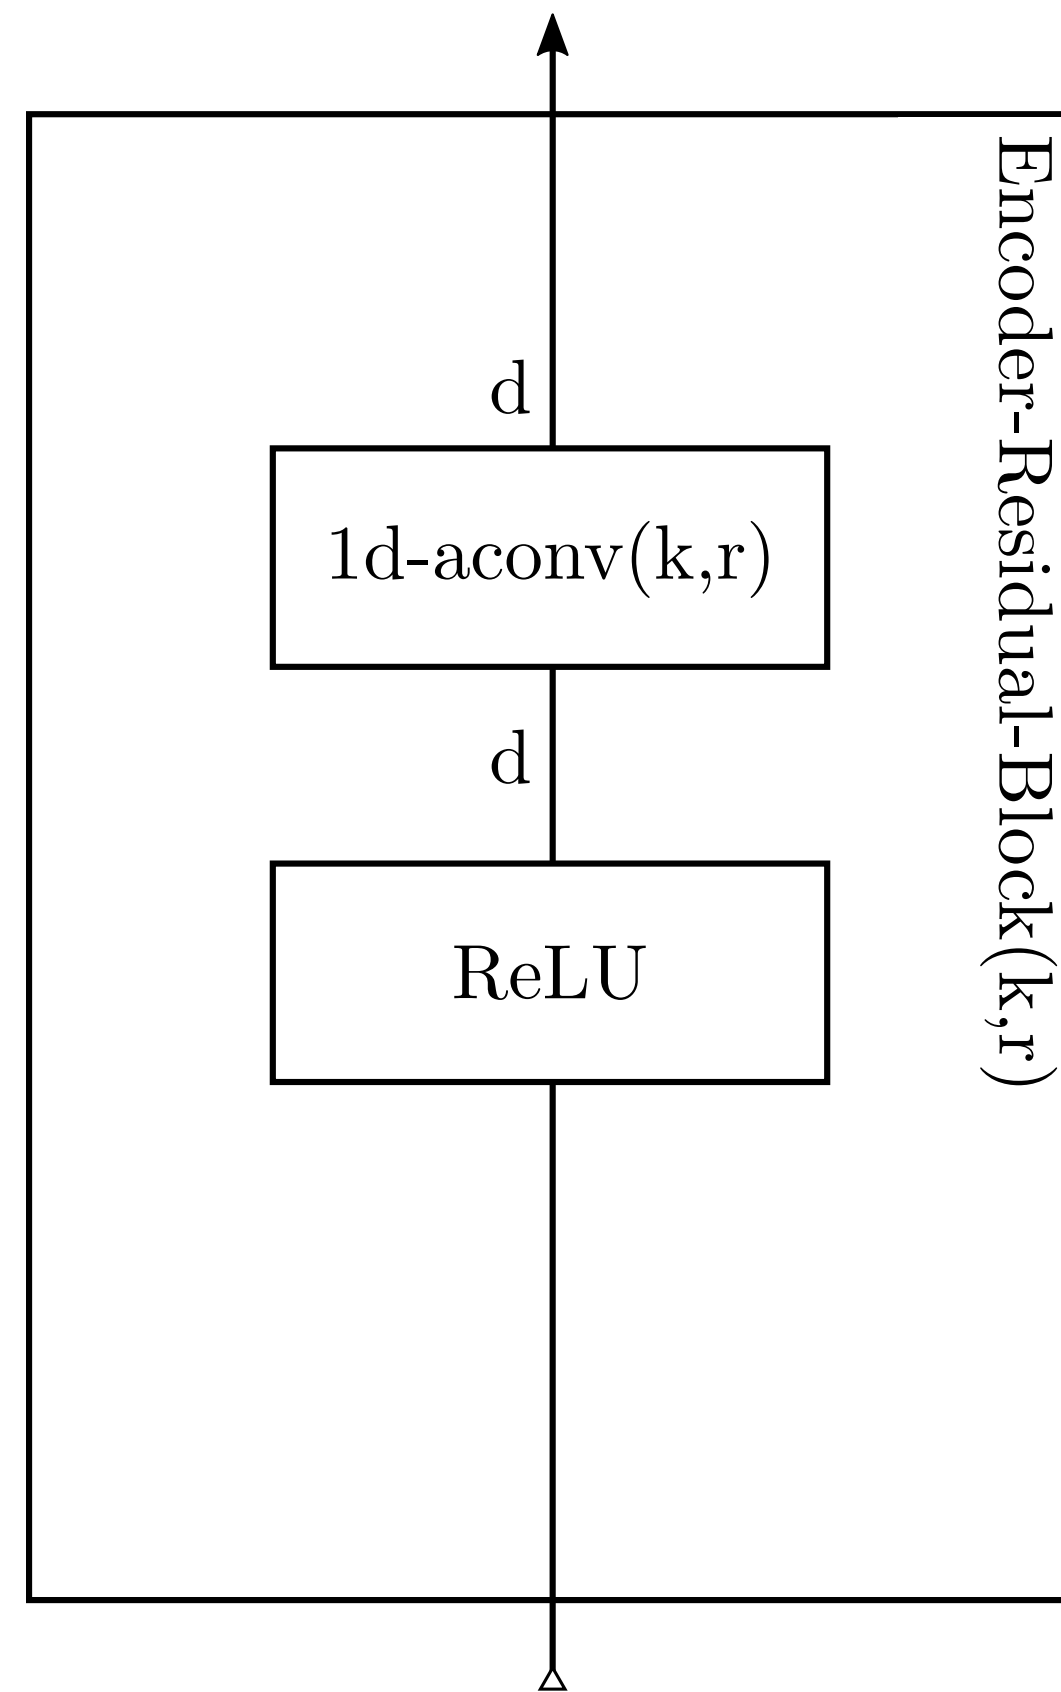 d
1d-aconv(k,r)
d
ReLU
Encoder-Residual-Block(k,r)